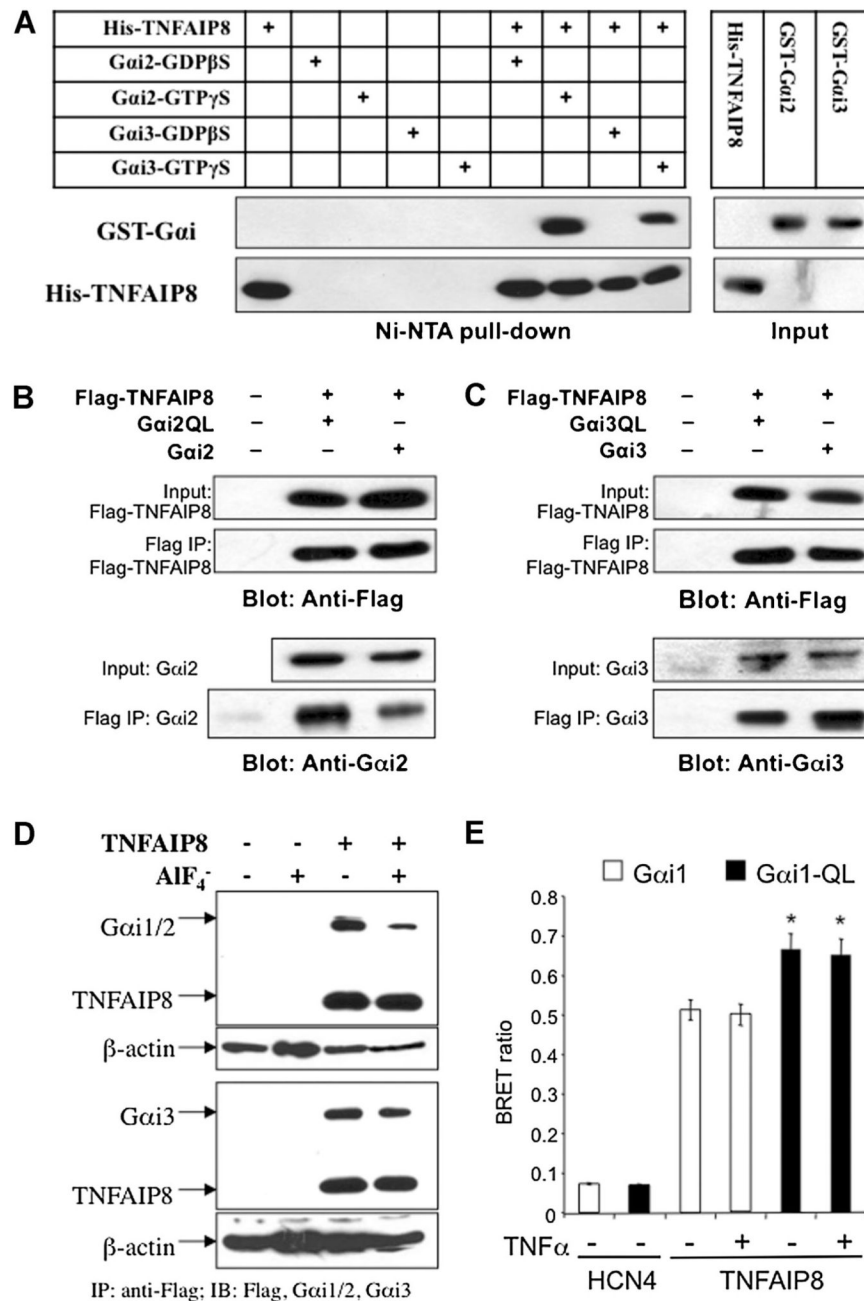 A
His-TNFAIP8 + + + + +
Gαi2-GDPβS + +
Gαi2-GTPγS + +
Gαi3-GDPβS + +
Gαi3-GTPγS + +
His-TNFAIP8
GST-Gαi2
GST-Gαi3
GST-Gαi
His-TNFAIP8
Ni-NTA pull-down
Input
B
Flag-TNFAIP8 – + +
Gαi2QL – + –
Gαi2 – – +
Input:
Flag-TNFAIP8
Flag IP:
Flag-TNFAIP8
Blot: Anti-Flag
Input: Gαi2
Flag IP: Gαi2
Blot: Anti-Gαi2
C
Flag-TNFAIP8 – + +
Gαi3QL – + –
Gαi3 – – +
Input:
Flag-TNAIP8
Flag IP:
Flag-TNFAIP8
Blot: Anti-Flag
Input: Gαi3
Flag IP: Gαi3
Blot: Anti-Gαi3
D
TNFAIP8 - - + +
AlF₄⁻ - + - +
Gαi1/2
TNFAIP8
β-actin
Gαi3
TNFAIP8
β-actin
IP: anti-Flag; IB: Flag, Gαi1/2, Gαi3
E
Gαi1 Gαi1-QL
BRET ratio
0.8
0.7
0.6
0.5
0.4
0.3
0.2
0.1
0
* *
TNFα - - - + - +
HCN4 TNFAIP8